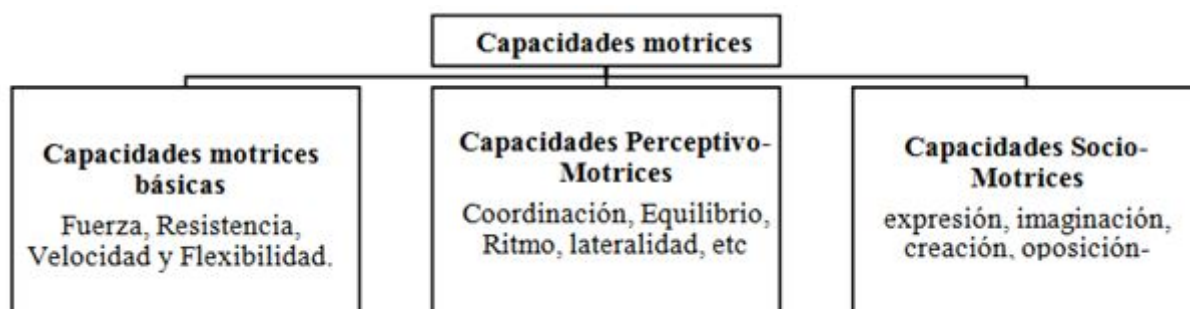 Capacidades motrices
Capacidades motrices
básicas
Fuerza, Resistencia,
Velocidad y Flexibilidad.
Capacidades Perceptivo-
Motrices
Coordinación, Equilibrio,
Ritmo, lateralidad, etc
Capacidades Socio-
Motrices
expresión, imaginación,
creación, oposición-